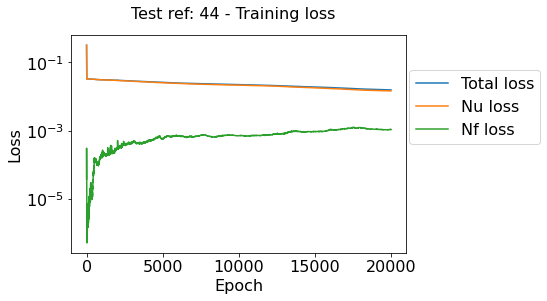 Test ref: 44 - Training loss
Loss
10⁻¹
10⁻³
10⁻⁵
0 5000 10000 15000 20000
Epoch
Total loss
Nu loss
Nf loss